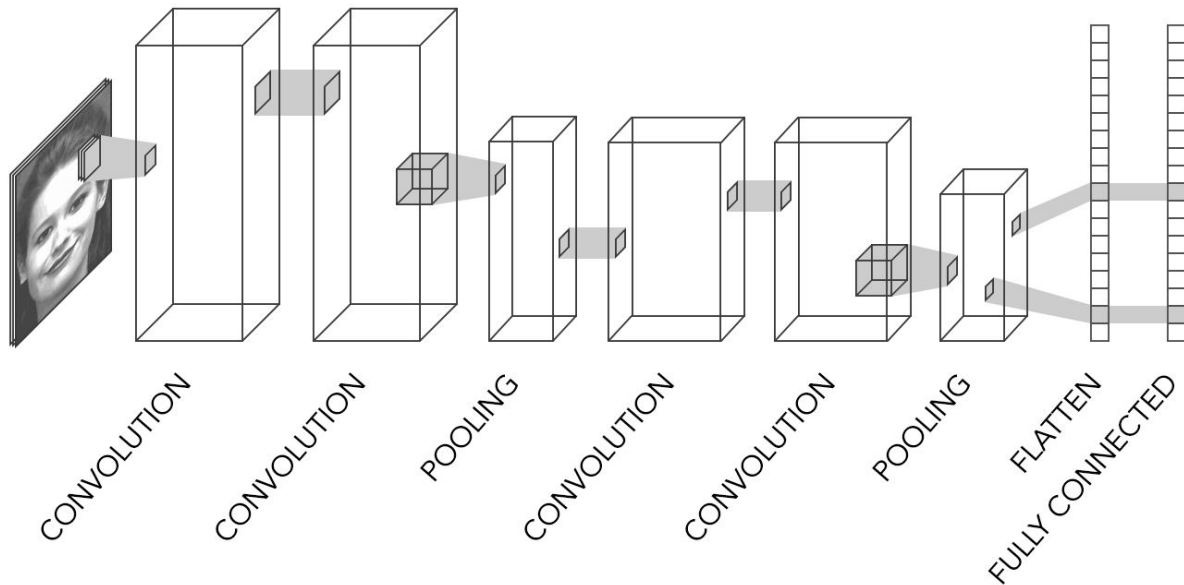 CONVOLUTION
CONVOLUTION
POOLING
CONVOLUTION
CONVOLUTION
POOLING
FLATTEN
FULLY CONNECTED